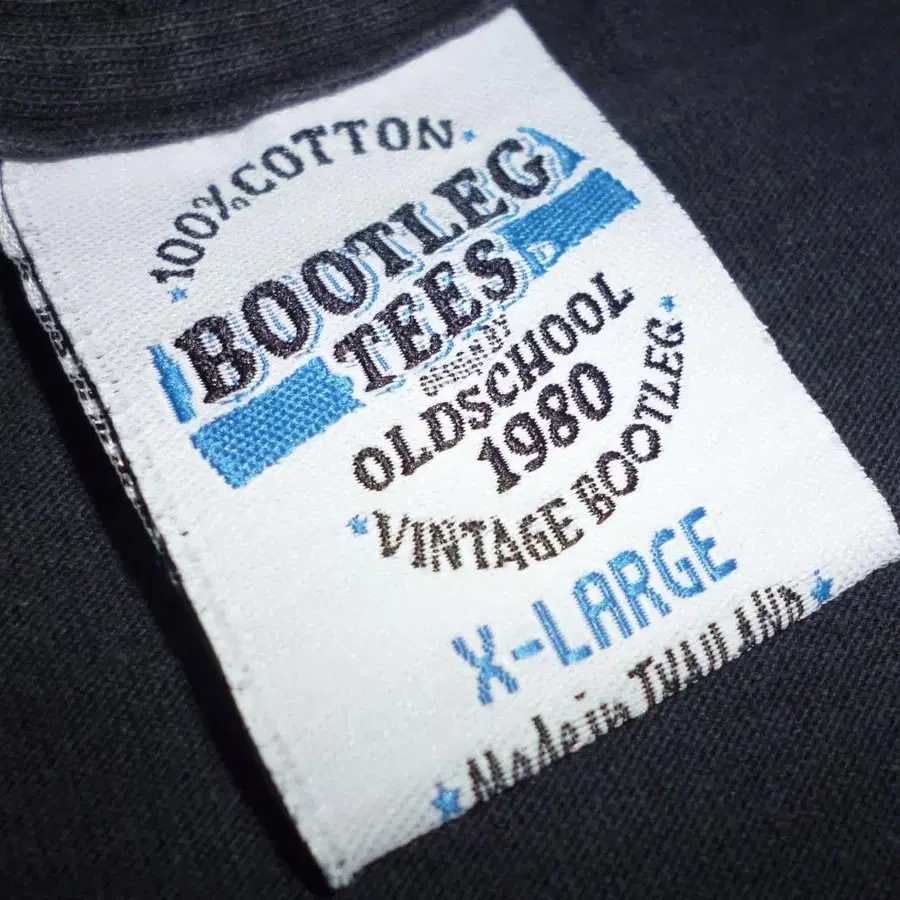 100% COTTON
BOOTLEG
TEES
OLDSCHOOL
1980
VINTAGE BOOTLEG
X-LARGE
Made in THAILAND